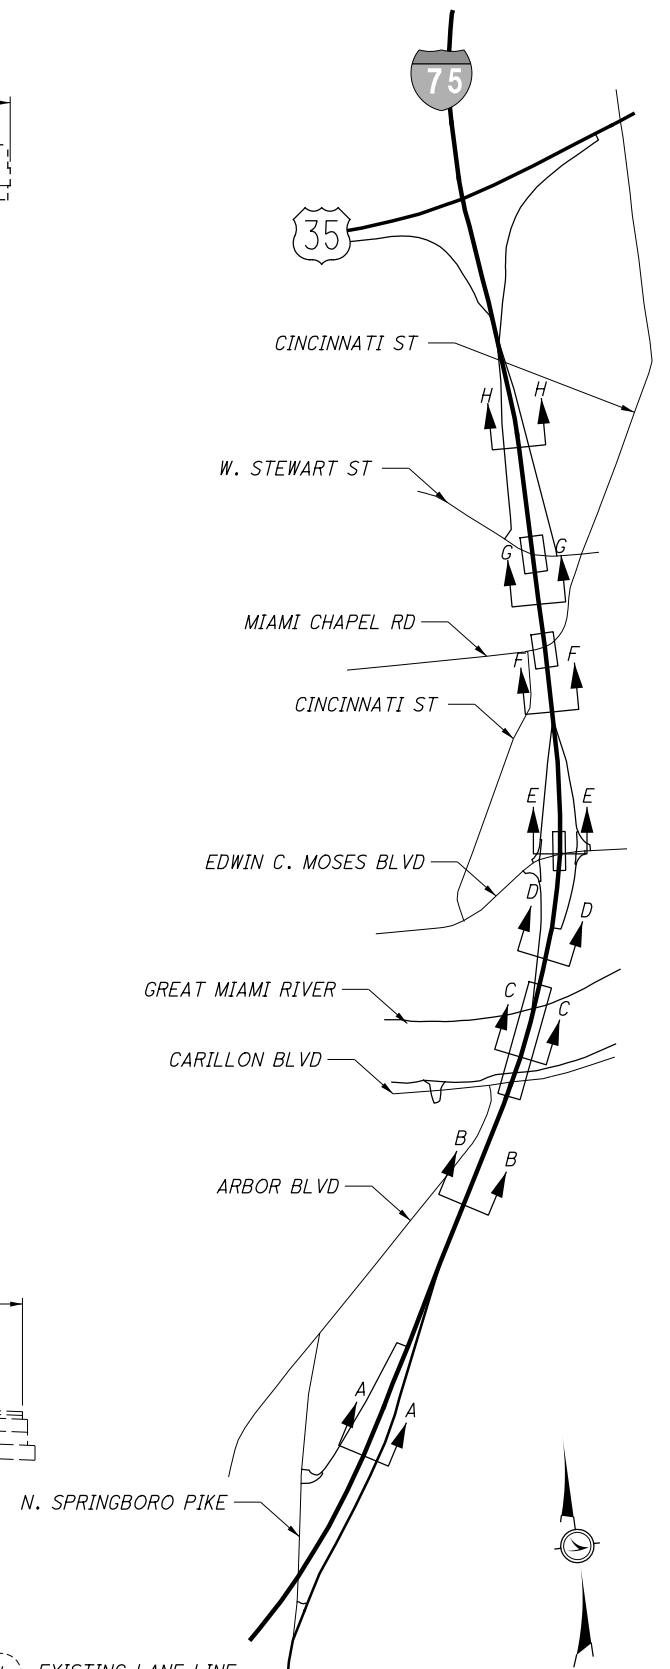 75
35
CINCINNATI ST
H H
W. STEWART ST
G G
MIAMI CHAPEL RD
F F
CINCINNATI ST
E E
EDWIN C. MOSES BLVD
D D
GREAT MIAMI RIVER
C C
CARILLON BLVD
B B
ARBOR BLVD
A A
N. SPRINGBORO PIKE
EXISTING LANE LINE